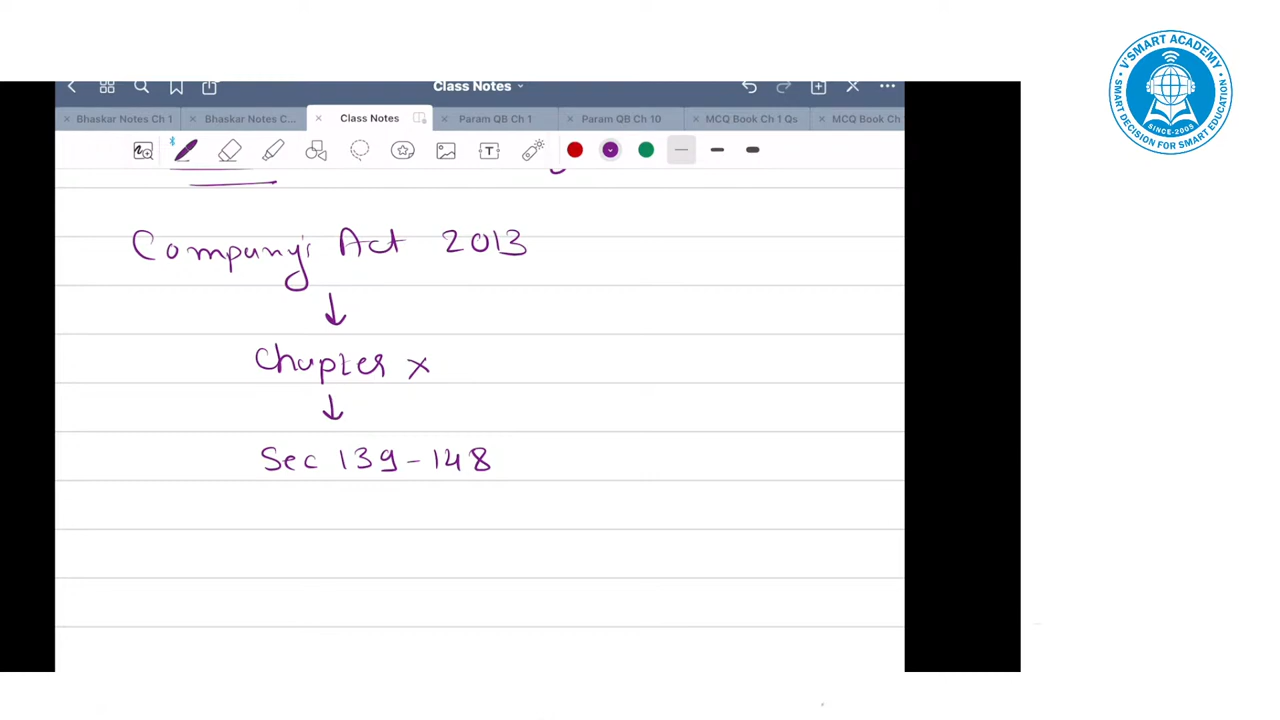 Class Notes
Bhaskar Notes Ch 1
Bhaskar Notes C...
Class Notes
Param QB Ch 1
Param QB Ch 10
MCQ Book Ch 1 Qs
MCQ Book Ch
T
Company's Act 2013
↓
Chapter X
↓
Sec 139-148
V'SMART ACADEMY
SINCE-2005
SMART DECISION FOR SMART EDUCATION